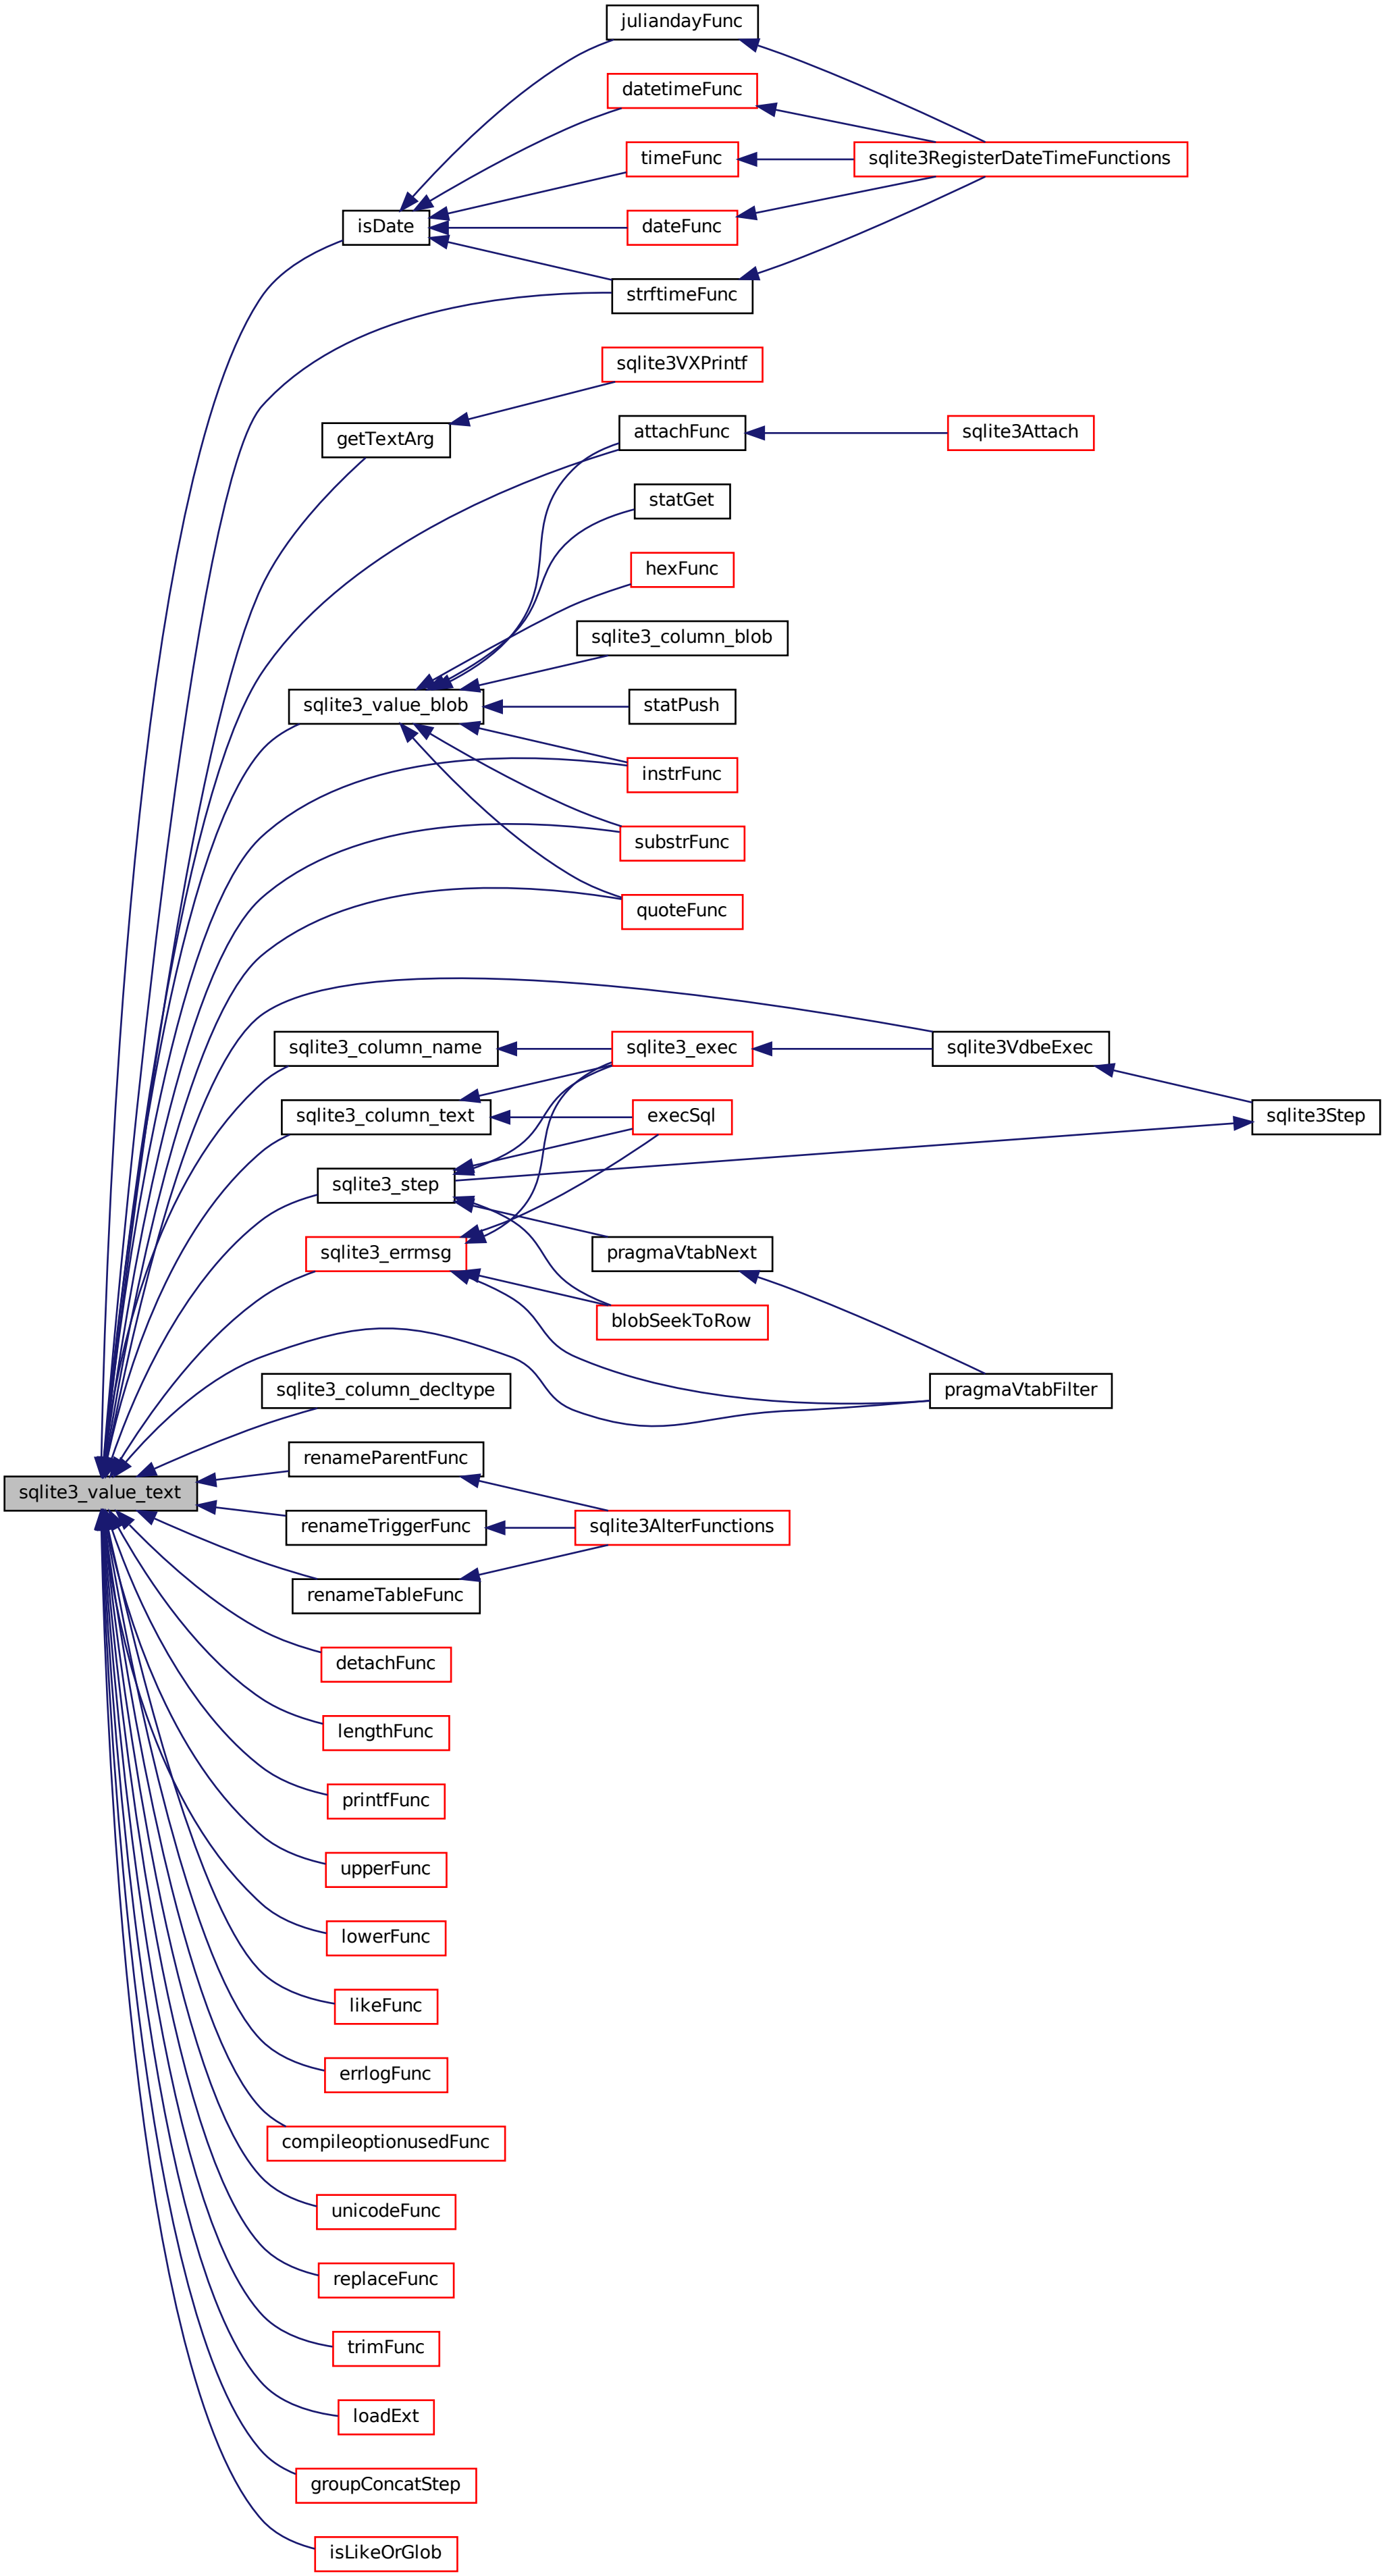 juliandayFunc
datetimeFunc
timeFunc
sqlite3RegisterDateTimeFunctions
isDate
dateFunc
strftimeFunc
sqlite3VXPrintf
getTextArg
attachFunc
sqlite3Attach
statGet
hexFunc
sqlite3_column_blob
sqlite3_value_blob
statPush
instrFunc
substrFunc
quoteFunc
sqlite3_column_name
sqlite3_exec
sqlite3VdbeExec
sqlite3_column_text
execSql
sqlite3Step
sqlite3_step
sqlite3_errmsg
pragmaVtabNext
blobSeekToRow
sqlite3_column_decltype
pragmaVtabFilter
renameParentFunc
sqlite3_value_text
renameTriggerFunc
sqlite3AlterFunctions
renameTableFunc
detachFunc
lengthFunc
printfFunc
upperFunc
lowerFunc
likeFunc
errlogFunc
compileoptionusedFunc
unicodeFunc
replaceFunc
trimFunc
loadExt
groupConcatStep
isLikeOrGlob